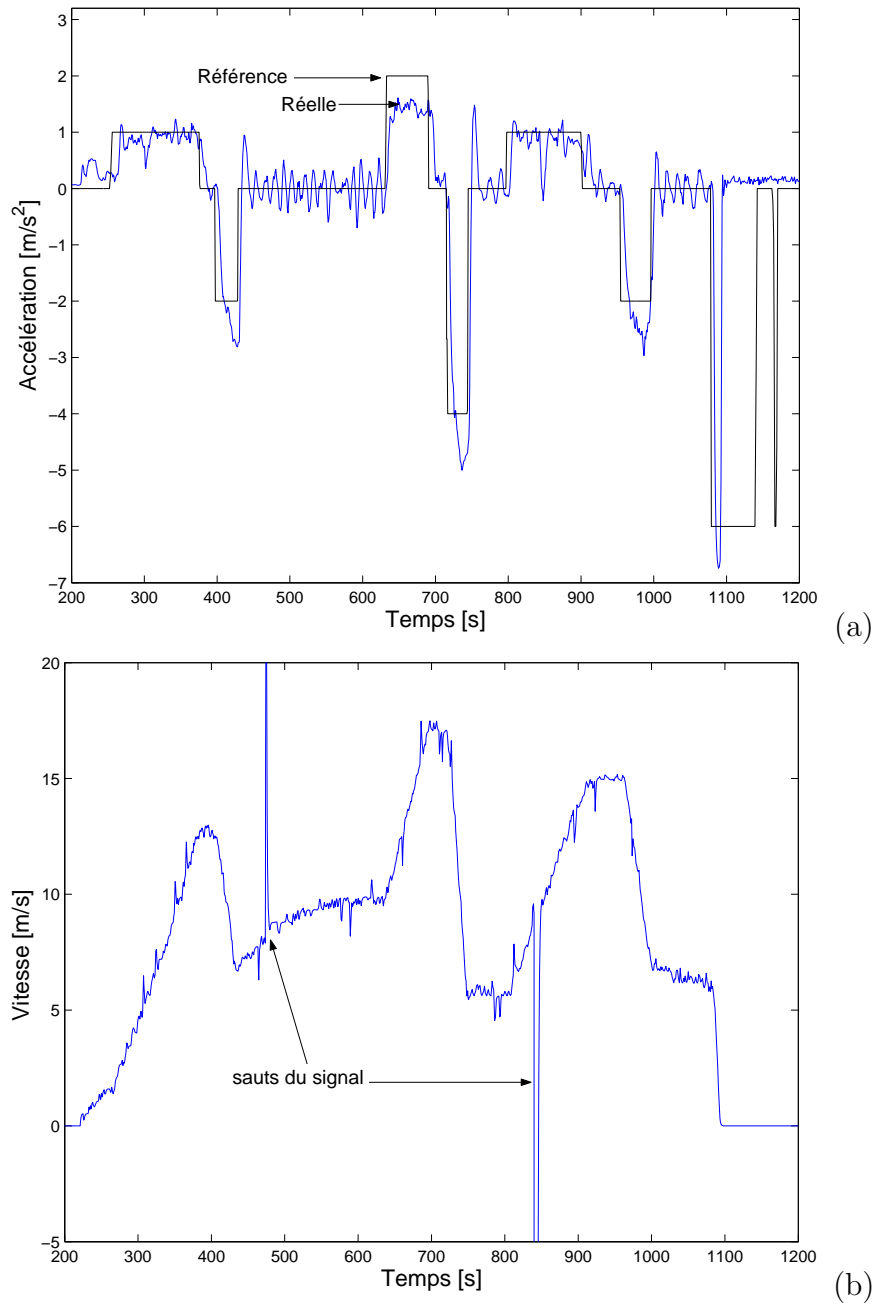 3
2
1
0
−1
−2
−3
−4
−5
−6
−7
Accélération [m/s²]
Référence
Réelle
200 300 400 500 600 700 800 900 1000 1100 1200
Temps [s]
(a)
20
15
10
5
0
−5
Vitesse [m/s]
sauts du signal
200 300 400 500 600 700 800 900 1000 1100 1200
Temps [s]
(b)